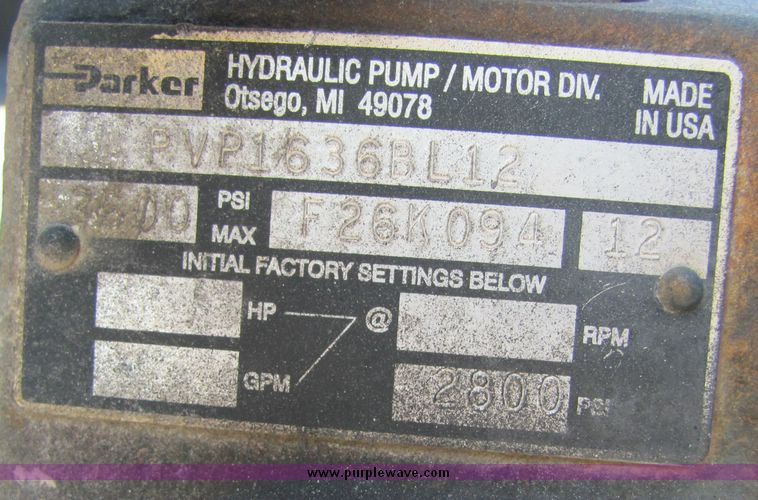 Parker
HYDRAULIC PUMP / MOTOR DIV.
Otsego, MI 49078
MADE
IN USA
PVP1636BL12
PSI
MAX
F26K094
12
INITIAL FACTORY SETTINGS BELOW
HP
@
RPM
GPM
2800
PSI
www.purplewave.com